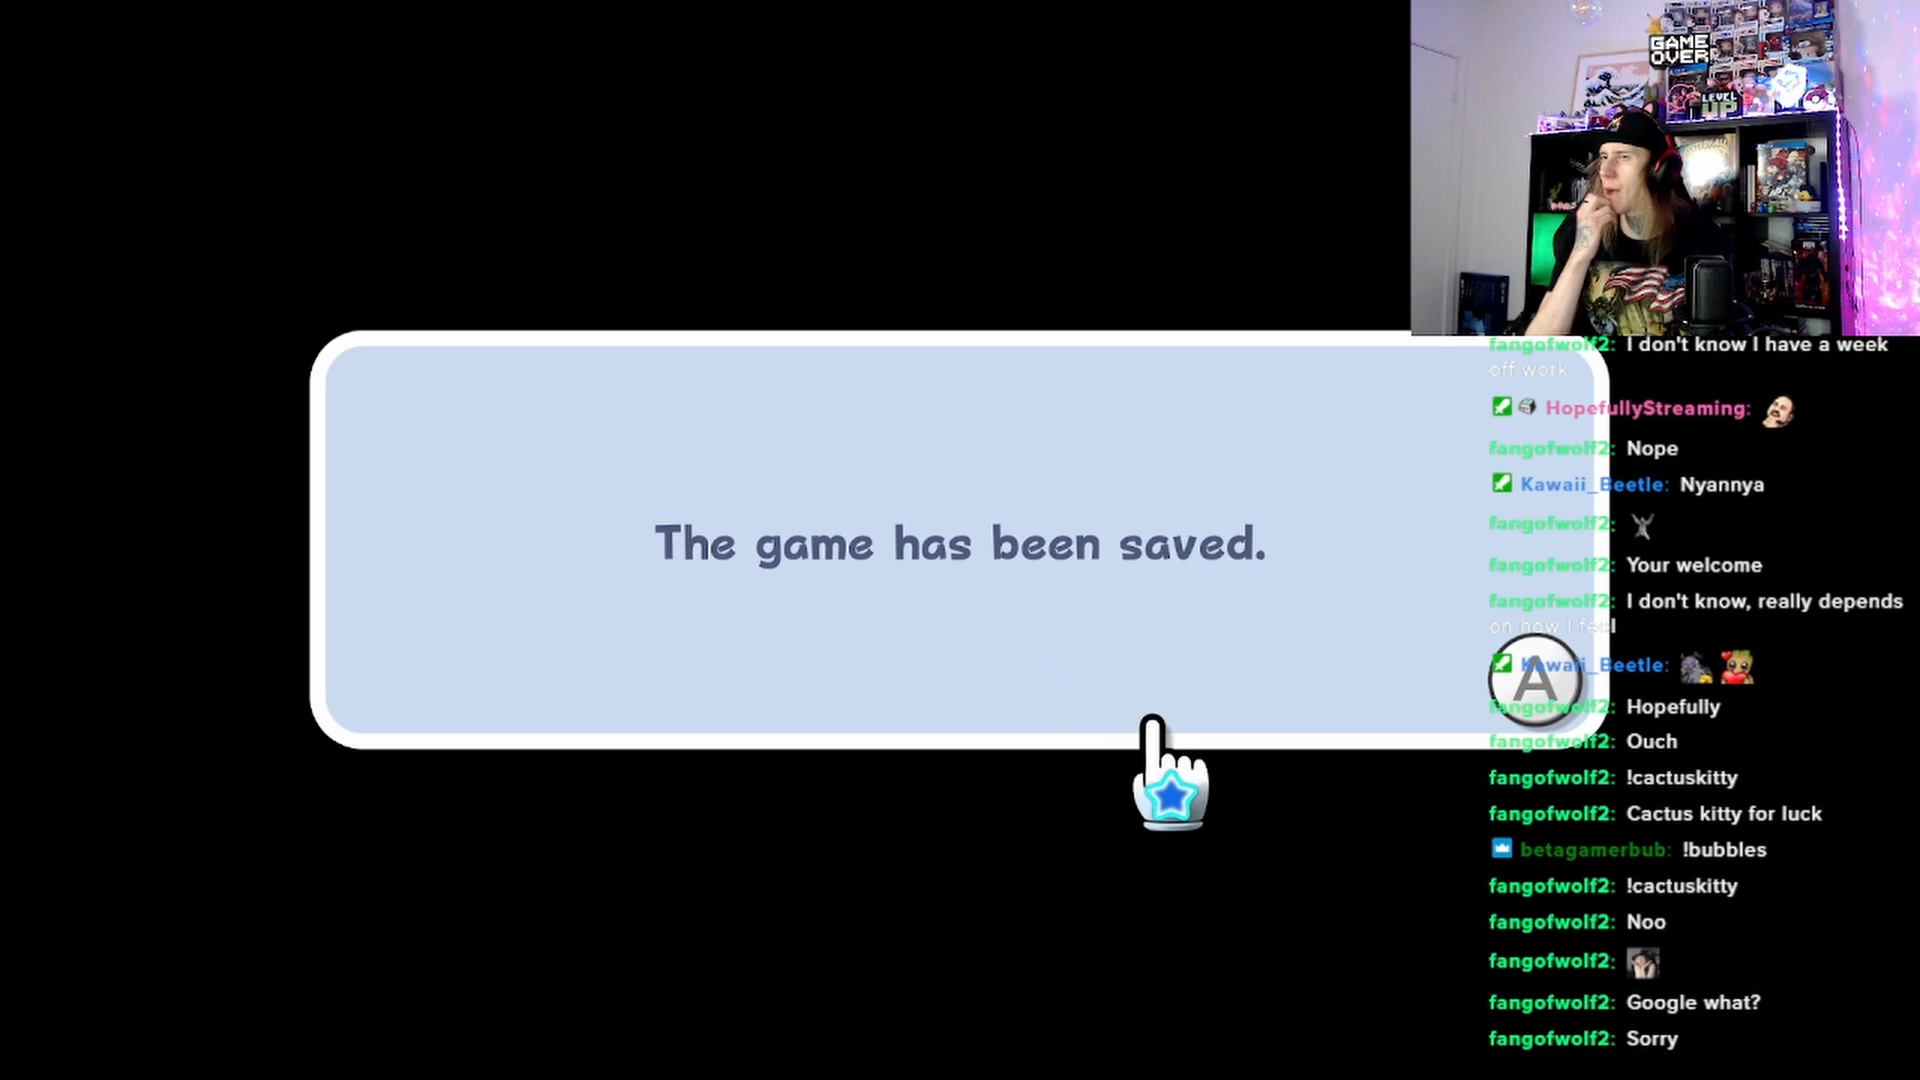 GAME
OVER
LEVEL
UP
fangofwolf2: I don't know I have a week
off work
HopefullyStreaming:
fangofwolf2: Nope
Kawaii_Beetle: Nyannya
fangofwolf2:
The game has been saved.
fangofwolf2: Your welcome
fangofwolf2: I don't know, really depends
on how I feel
Kawaii_Beetle:
A
fangofwolf2: Hopefully
fangofwolf2: Ouch
fangofwolf2: !cactuskitty
fangofwolf2: Cactus kitty for luck
betagamerbub: !bubbles
fangofwolf2: !cactuskitty
fangofwolf2: Noo
fangofwolf2:
fangofwolf2: Google what?
fangofwolf2: Sorry